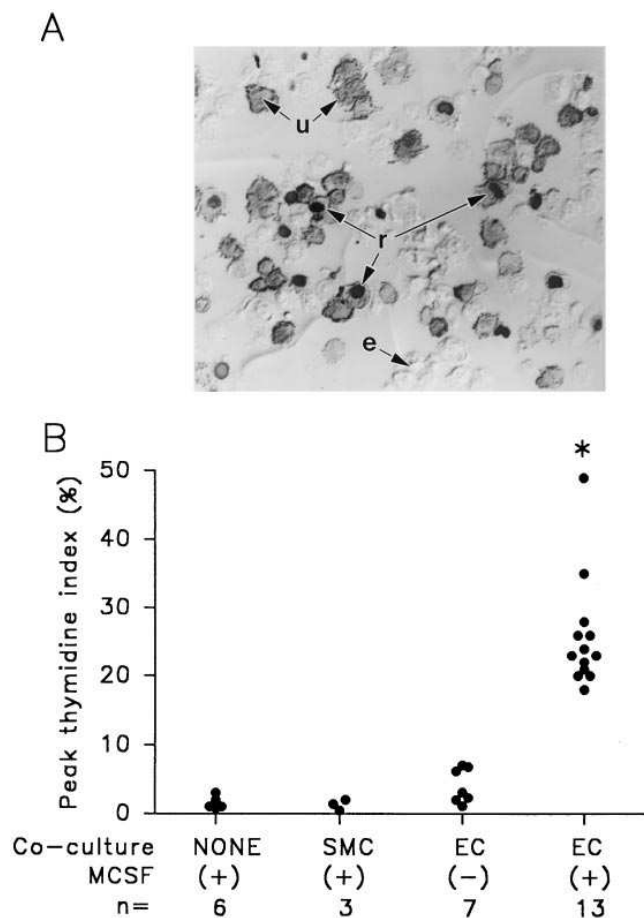 A
u
r
e
B
*
50
40
30
20
10
0
Peak thymidine index (%)
Co-culture NONE SMC EC EC
MCSF (+) (+) (-) (+)
n= 6 3 7 13